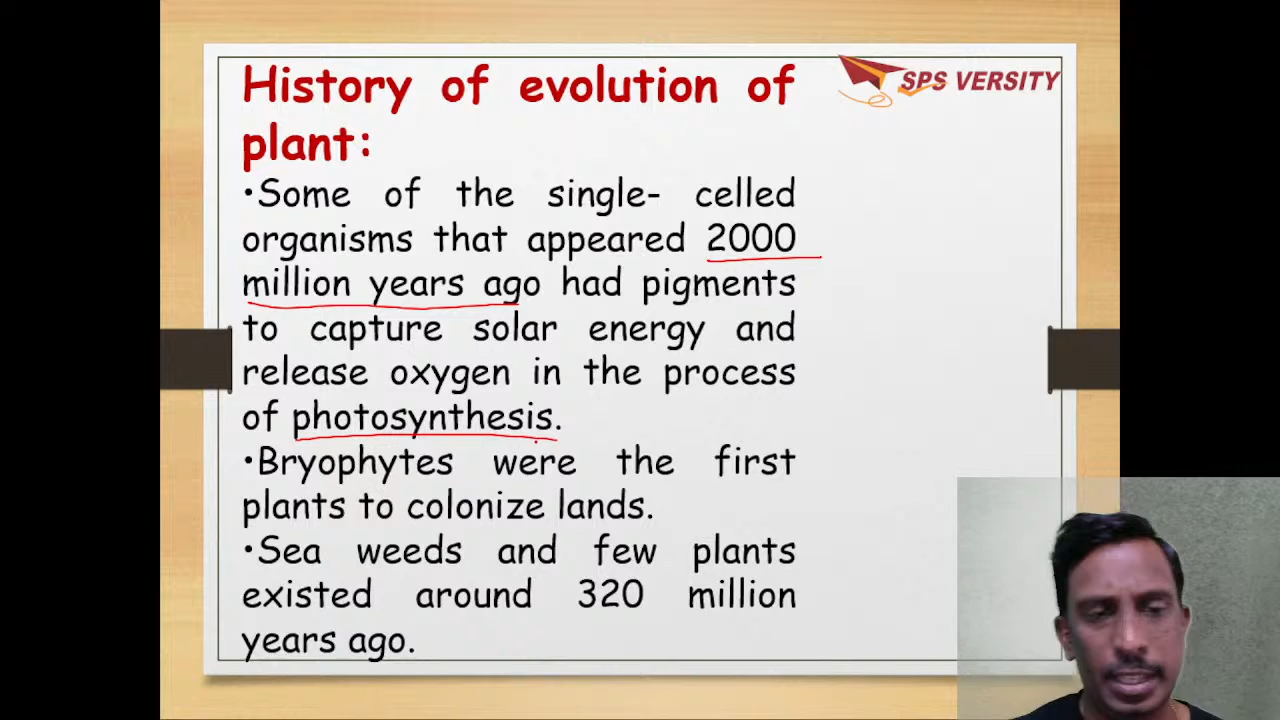 History of evolution of
plant:
SPS VERSITY
•Some of the single- celled
organisms that appeared 2000
million years ago had pigments
to capture solar energy and
release oxygen in the process
of photosynthesis.
•Bryophytes were the first
plants to colonize lands.
•Sea weeds and few plants
existed around 320 million
years ago.